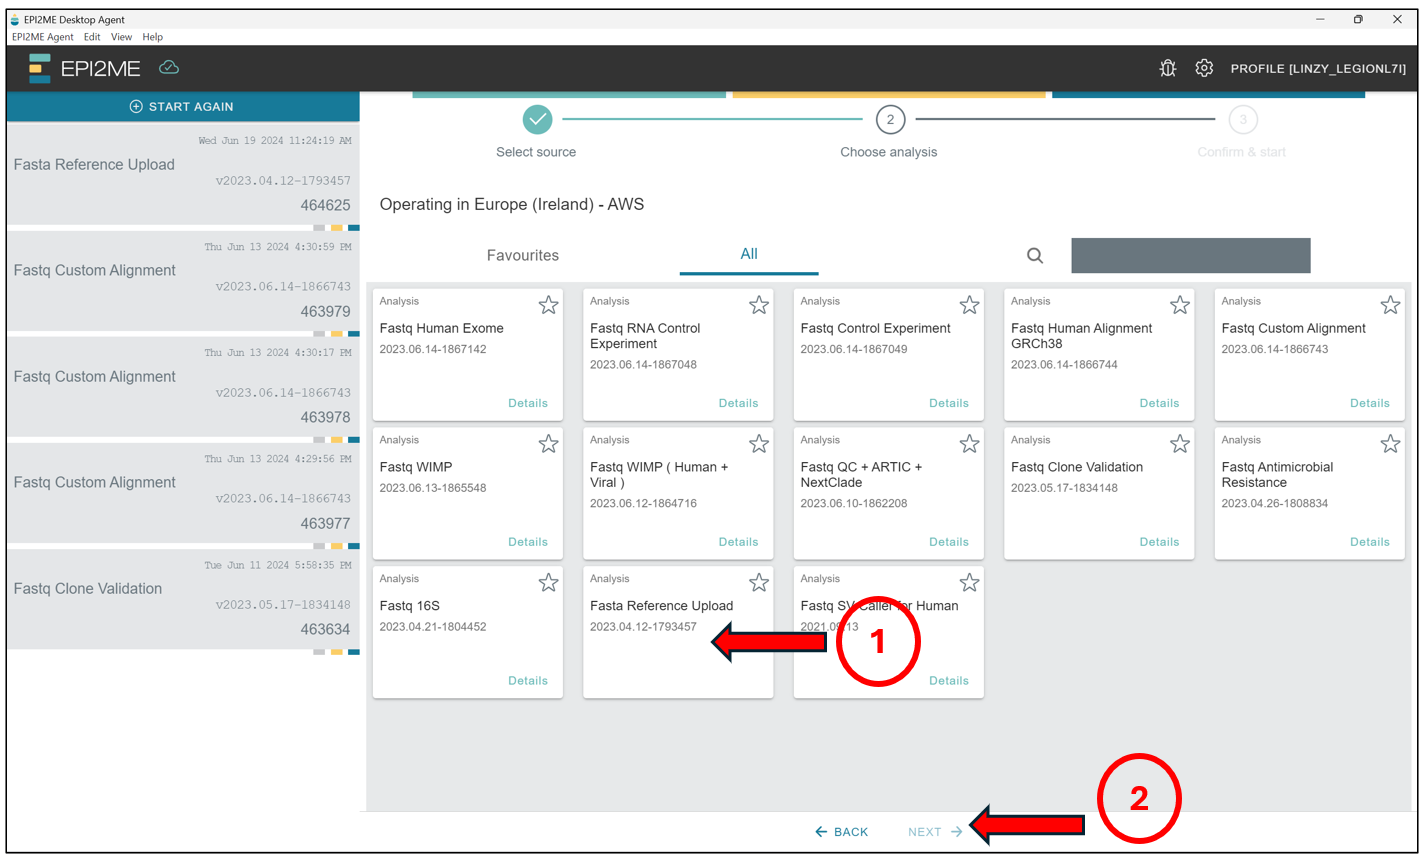 EPI2ME Desktop Agent
EPI2ME Agent Edit View Help
EPI2ME
PROFILE [LINZY_LEGIONL7I]
START AGAIN
Wed Jun 19 2024 11:24:19 AM
Fasta Reference Upload
v2023.04.12-1793457
464625
Thu Jun 13 2024 4:30:59 PM
Fastq Custom Alignment
v2023.06.14-1866743
463979
Thu Jun 13 2024 4:30:17 PM
Fastq Custom Alignment
v2023.06.14-1866743
463978
Thu Jun 13 2024 4:29:56 PM
Fastq Custom Alignment
v2023.06.14-1866743
463977
Tue Jun 11 2024 5:58:35 PM
Fastq Clone Validation
v2023.05.17-1834148
463634
2
3
Select source
Choose analysis
Confirm & start
Operating in Europe (Ireland) - AWS
Favourites
All
Analysis
Fastq Human Exome
2023.06.14-1867142
Details
Analysis
Fastq RNA Control
Experiment
2023.06.14-1867048
Details
Analysis
Fastq Control Experiment
2023.06.14-1867049
Details
Analysis
Fastq Human Alignment
GRCh38
2023.06.14-1866744
Details
Analysis
Fastq Custom Alignment
2023.06.14-1866743
Details
Analysis
Fastq WIMP
2023.06.13-1865548
Details
Analysis
Fastq WIMP ( Human +
Viral )
2023.06.12-1864716
Details
Analysis
Fastq QC + ARTIC +
NextClade
2023.06.10-1862208
Details
Analysis
Fastq Clone Validation
2023.05.17-1834148
Details
Analysis
Fastq Antimicrobial
Resistance
2023.04.26-1808834
Details
Analysis
Fastq 16S
2023.04.21-1804452
Details
Analysis
Fasta Reference Upload
2023.04.12-1793457
Analysis
Fastq SV Caller for Human
2021.09.13
Details
1
2
BACK
NEXT